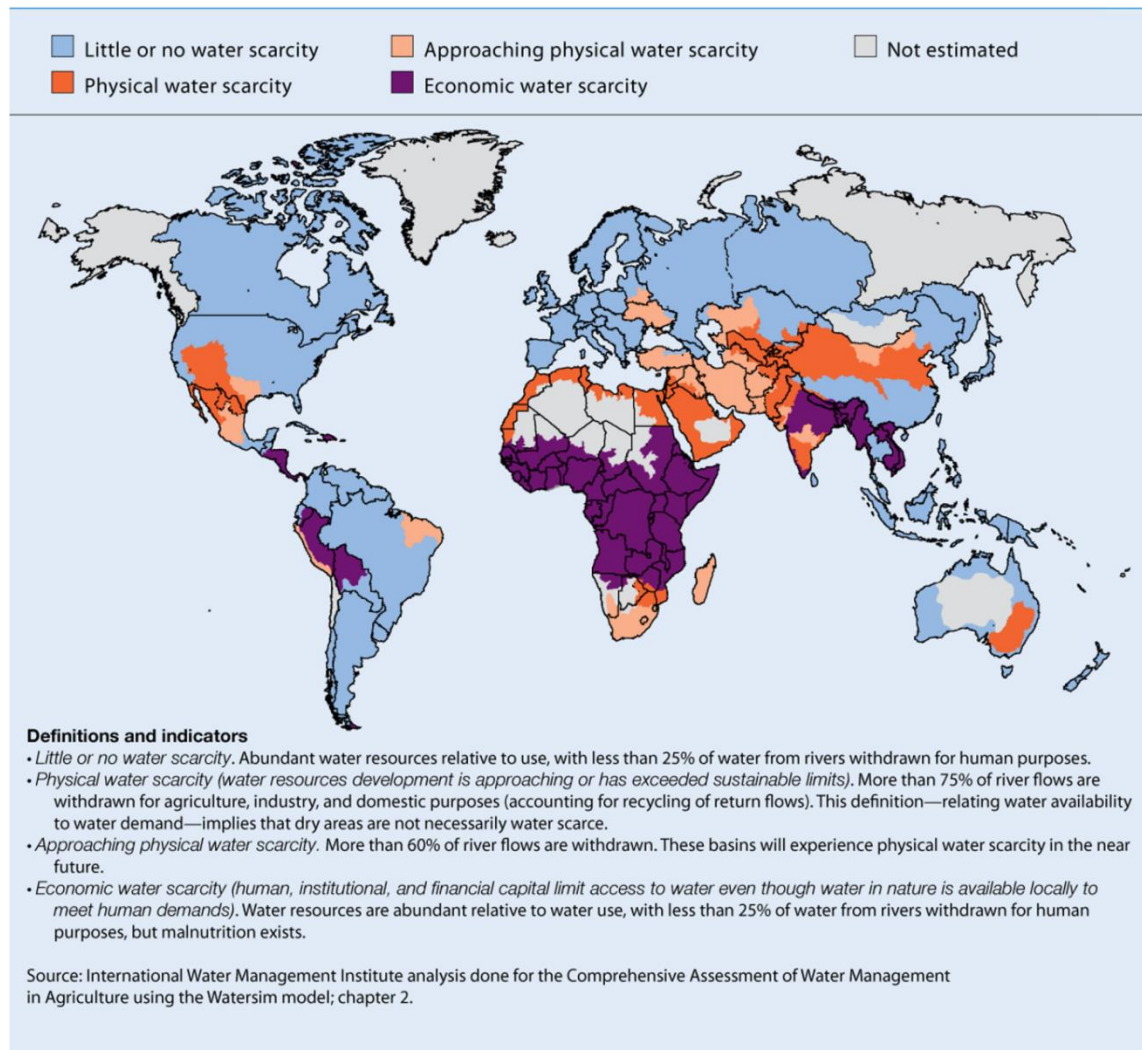 Little or no water scarcity
Approaching physical water scarcity
Not estimated
Physical water scarcity
Economic water scarcity
Definitions and indicators
• Little or no water scarcity. Abundant water resources relative to use, with less than 25% of water from rivers withdrawn for human purposes.
• Physical water scarcity (water resources development is approaching or has exceeded sustainable limits). More than 75% of river flows are
withdrawn for agriculture, industry, and domestic purposes (accounting for recycling of return flows). This definition—relating water availability
to water demand—implies that dry areas are not necessarily water scarce.
• Approaching physical water scarcity. More than 60% of river flows are withdrawn. These basins will experience physical water scarcity in the near
future.
• Economic water scarcity (human, institutional, and financial capital limit access to water even though water in nature is available locally to
meet human demands). Water resources are abundant relative to water use, with less than 25% of water from rivers withdrawn for human
purposes, but malnutrition exists.
Source: International Water Management Institute analysis done for the Comprehensive Assessment of Water Management
in Agriculture using the Watersim model; chapter 2.